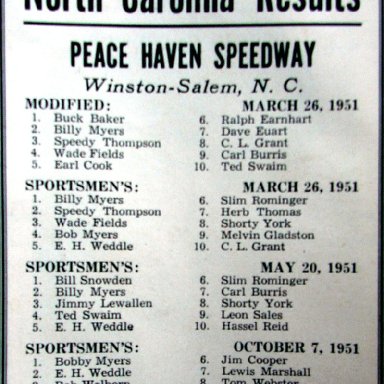 North Carolina Results
PEACE HAVEN SPEEDWAY
Winston-Salem, N. C.
MODIFIED: MARCH 26, 1951
1. Buck Baker 6. Ralph Earnhart
2. Billy Myers 7. Dave Euart
3. Speedy Thompson 8. C. L. Grant
4. Wade Fields 9. Carl Burris
5. Earl Cook 10. Ted Swaim
SPORTSMEN'S: MARCH 26, 1951
1. Billy Myers 6. Slim Rominger
2. Speedy Thompson 7. Herb Thomas
3. Wade Fields 8. Shorty York
4. Bob Myers 9. Melvin Gladston
5. E. H. Weddle 10. C. L. Grant
SPORTSMEN'S: MAY 20, 1951
1. Bill Snowden 6. Slim Rominger
2. Billy Myers 7. Carl Burris
3. Jimmy Lewallen 8. Shorty York
4. Ted Swaim 9. Leon Sales
5. E. H. Weddle 10. Hassel Reid
SPORTSMEN'S: OCTOBER 7, 1951
1. Bobby Myers 6. Jim Cooper
2. E. H. Weddle 7. Lewis Marshall
Bob Welborn 8. Tom Webster